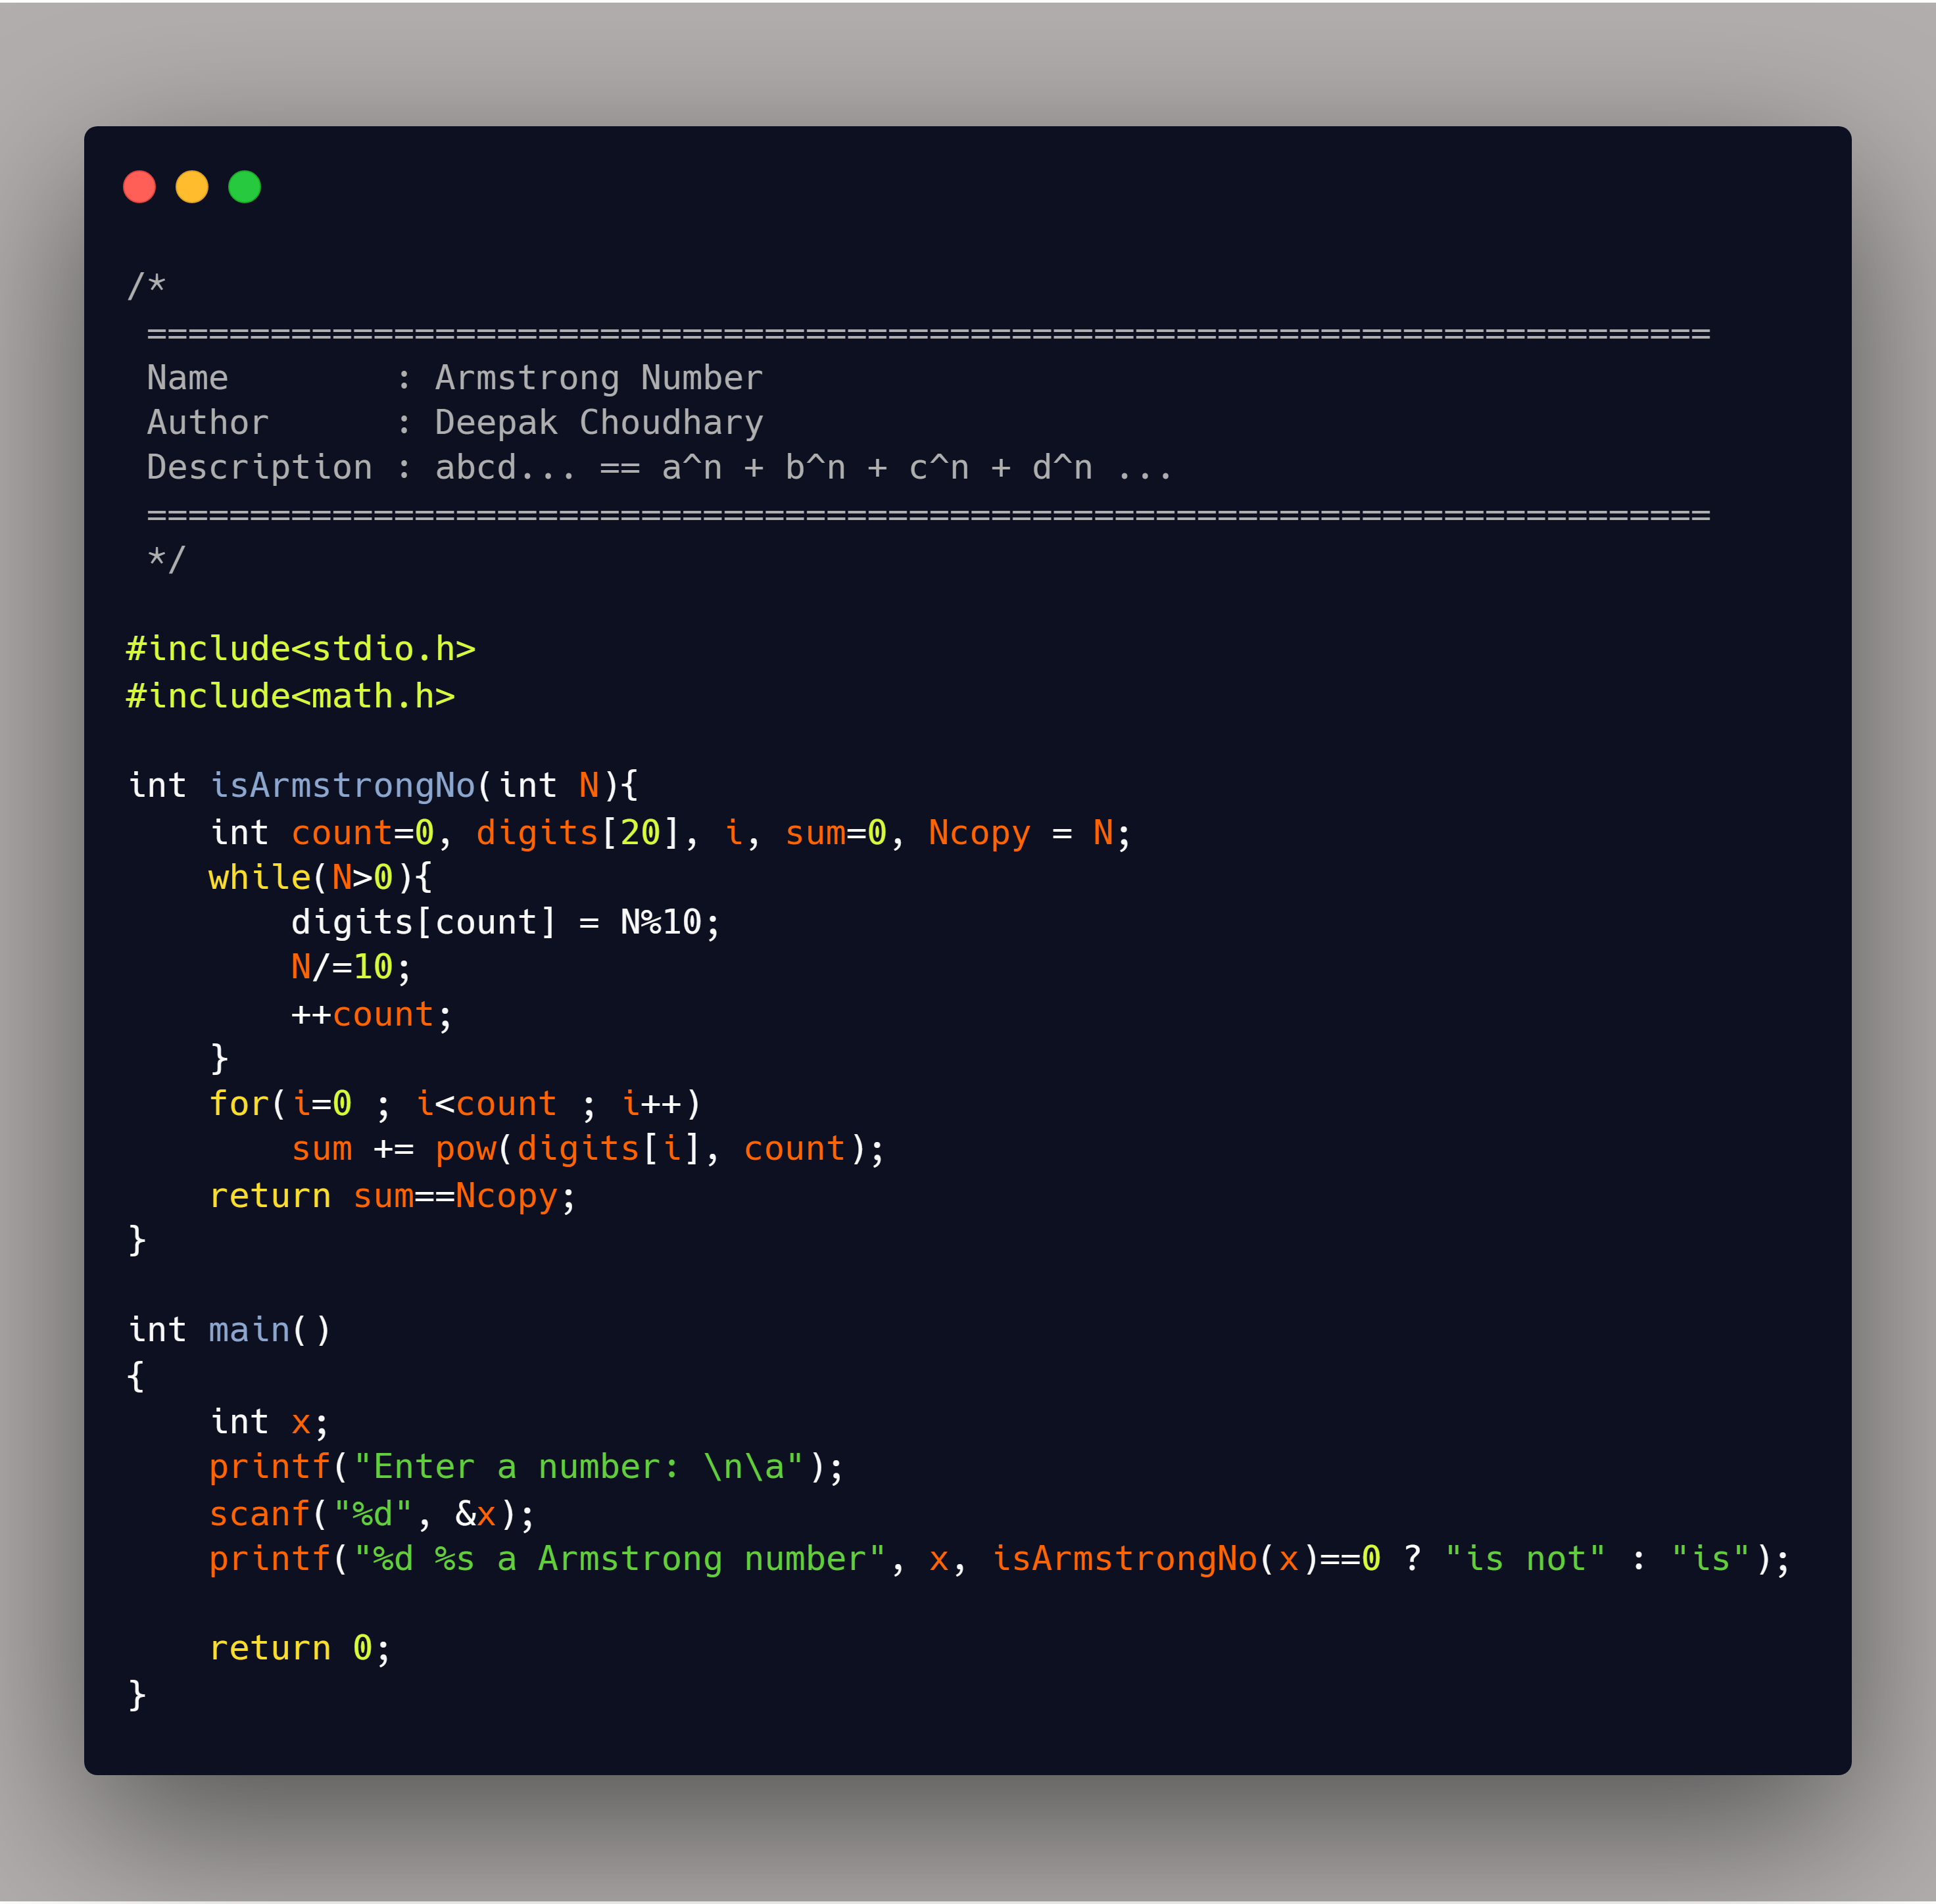 /*
 ============================================================================
 Name        : Armstrong Number
 Author      : Deepak Choudhary
 Description : abcd... == a^n + b^n + c^n + d^n ...
 ============================================================================
 */

#include<stdio.h>
#include<math.h>

int isArmstrongNo(int N){
    int count=0, digits[20], i, sum=0, Ncopy = N;
    while(N>0){
        digits[count] = N%10;
        N/=10;
        ++count;
    }
    for(i=0 ; i<count ; i++)
        sum += pow(digits[i], count);
    return sum==Ncopy;
}

int main()
{
    int x;
    printf("Enter a number: \n\a");
    scanf("%d", &x);
    printf("%d %s a Armstrong number", x, isArmstrongNo(x)==0 ? "is not" : "is");

    return 0;
}